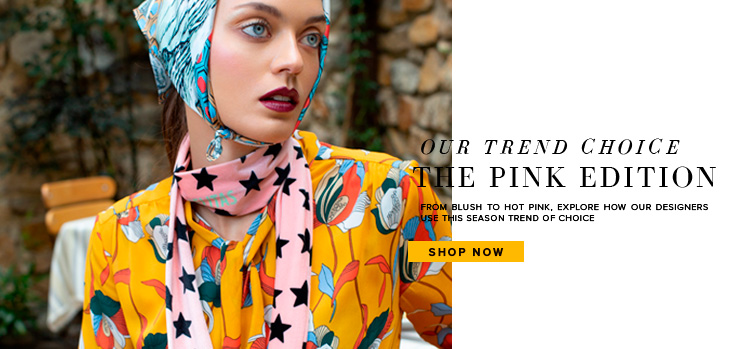 OUR TREND CHOICE
THE PINK EDITION
FROM BLUSH TO HOT PINK, EXPLORE HOW OUR DESIGNERS
USE THIS SEASON TREND OF CHOICE
SHOP NOW